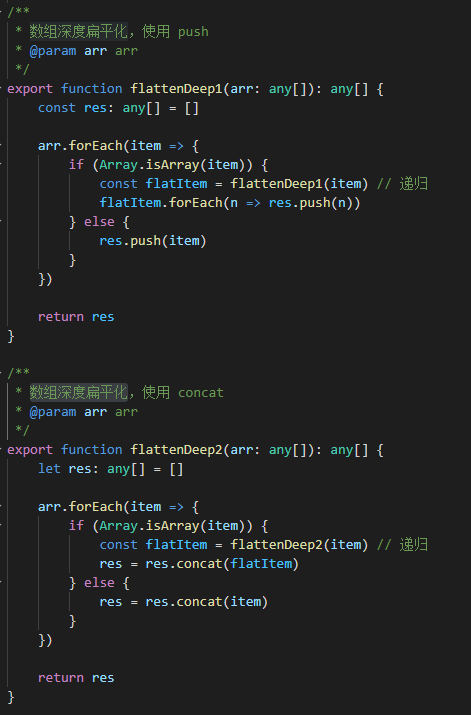 /**
 * 数组深度扁平化，使用 push
 * @param arr arr
 */
export function flattenDeep1(arr: any[]): any[] {
    const res: any[] = []

    arr.forEach(item => {
        if (Array.isArray(item)) {
            const flatItem = flattenDeep1(item) // 递归
            flatItem.forEach(n => res.push(n))
        } else {
            res.push(item)
        }
    })

    return res
}

/**
 * 数组深度扁平化，使用 concat
 * @param arr arr
 */
export function flattenDeep2(arr: any[]): any[] {
    let res: any[] = []

    arr.forEach(item => {
        if (Array.isArray(item)) {
            const flatItem = flattenDeep2(item) // 递归
            res = res.concat(flatItem)
        } else {
            res = res.concat(item)
        }
    })

    return res
}